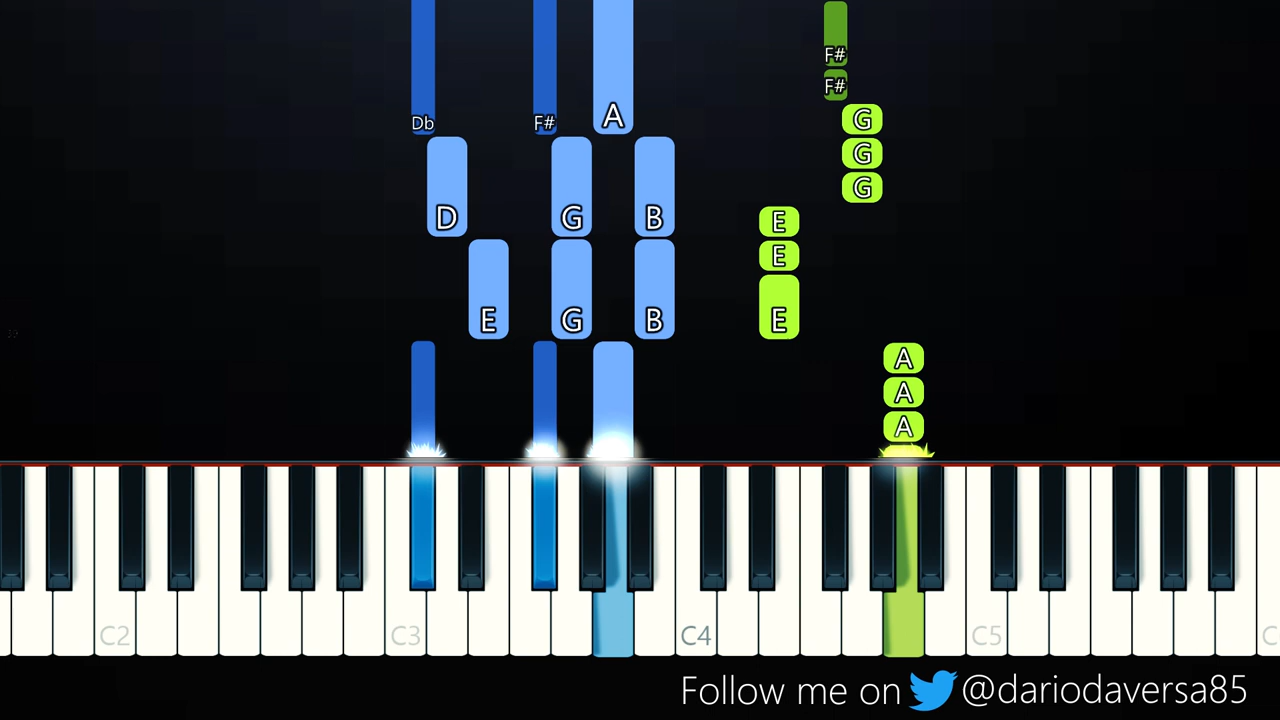 F#
Db F# A F#
G
G
D G B G
E
E
E G B E
A
A
A
C2 C3 C4 C5 C
Follow me on @dariodaversa85